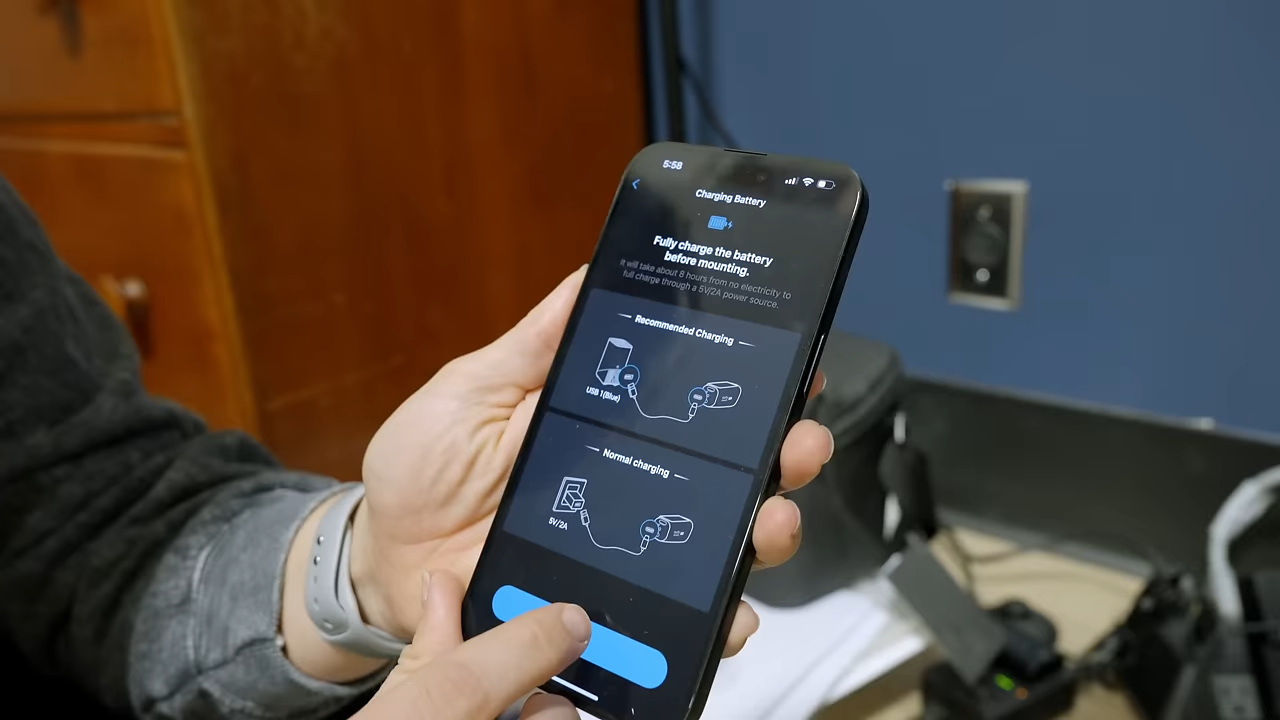 5:58
Charging Battery
Fully charge the battery
before mounting.
It will take about 8 hours from no electricity to
full charge through a 5V/2A power source.
Recommended Charging
USB 1(Blue)
Normal charging
5V/2A